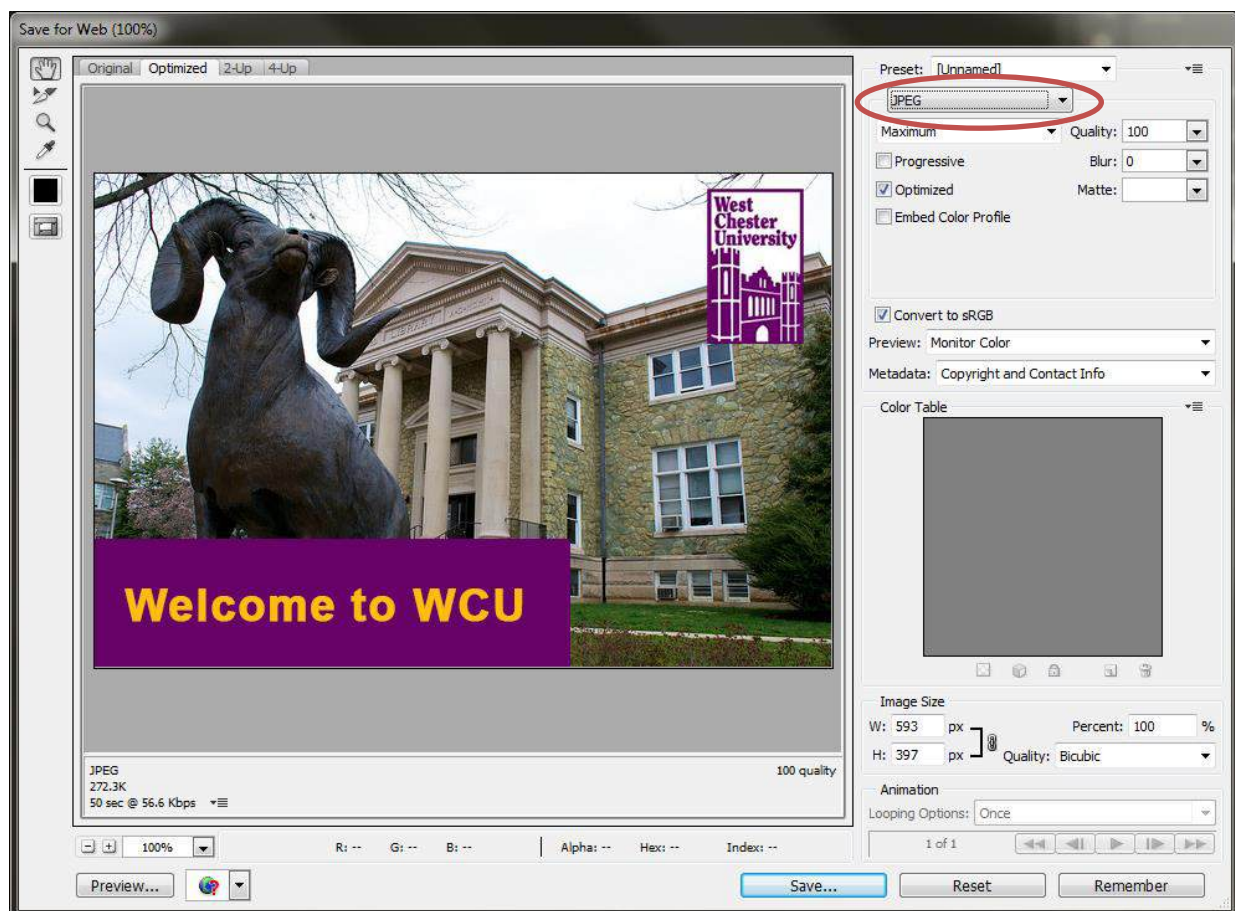 Save for Web (100%)
Original Optimized 2-Up 4-Up
Preset: [Unnamed]
JPEG
Maximum Quality: 100
Progressive Blur: 0
Optimized Matte:
Embed Color Profile
Convert to sRGB
Preview: Monitor Color
Metadata: Copyright and Contact Info
Color Table
West
Chester
University
LIBRARY
Welcome to WCU
Image Size
W: 593 px Percent: 100 %
H: 397 px Quality: Bicubic
JPEG 100 quality
272.3K
50 sec @ 56.6 Kbps
Animation
Looping Options: Once
1 of 1
100% R: -- G: -- B: -- Alpha: -- Hex: -- Index: --
Preview... Save... Reset Remember